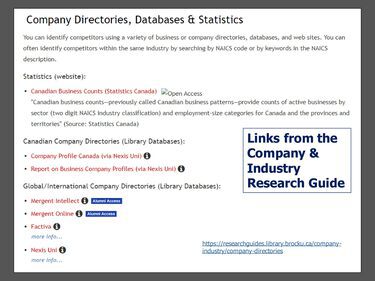 Company Directories, Databases & Statistics
You can identify competitors using a variety of business or company directories, databases, and web sites. You can
often identify competitors within the same industry by searching by NAICS code or by keywords in the NAICS
description.
Statistics (website):
• Canadian Business Counts (Statistics Canada) Open Access
"Canadian business counts—previously called Canadian business patterns—provide counts of active businesses by
sector (two digit NAICS industry classification) and employment-size categories for Canada and the provinces and
territories" (Source: Statistics Canada)
Canadian Company Directories (Library Databases):
• Company Profile Canada (via Nexis Uni)
• Report on Business Company Profiles (via Nexis Uni)
Global/International Company Directories (Library Databases):
• Mergent Intellect Alumni Access
• Mergent Online Alumni Access
• Factiva
more info...
• Nexis Uni
more info...
Links from the
Company &
Industry
Research Guide
https://researchguides.library.brocku.ca/company-
industry/company-directories